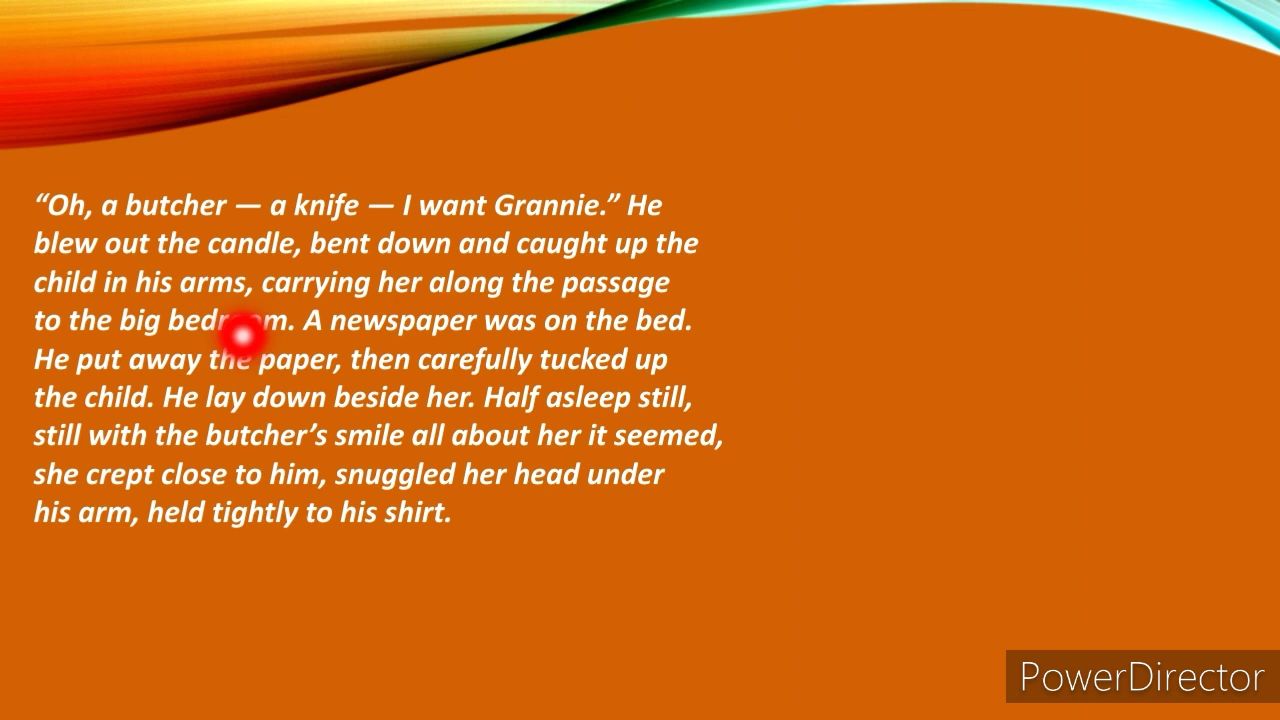 “Oh, a butcher — a knife — I want Grannie.” He
blew out the candle, bent down and caught up the
child in his arms, carrying her along the passage
to the big bedroom. A newspaper was on the bed.
He put away the paper, then carefully tucked up
the child. He lay down beside her. Half asleep still,
still with the butcher’s smile all about her it seemed,
she crept close to him, snuggled her head under
his arm, held tightly to his shirt.
PowerDirector